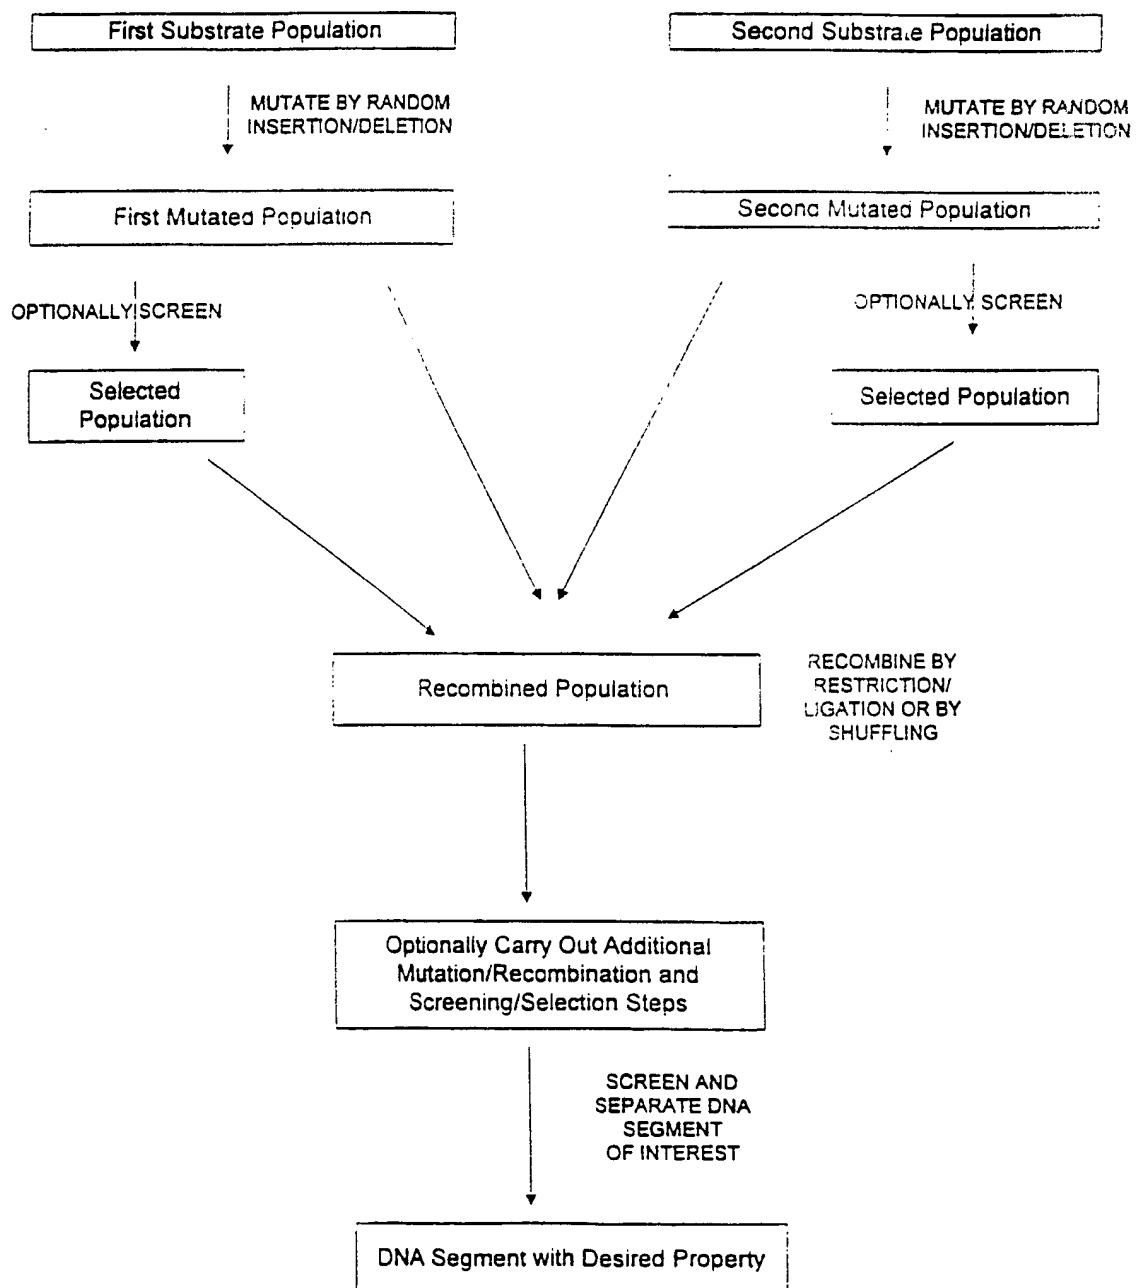 First Substrate Population
Second Substrate Population
MUTATE BY RANDOM
INSERTION/DELETION
MUTATE BY RANDOM
INSERTION/DELETION
First Mutated Population
Second Mutated Population
OPTIONALLY SCREEN
OPTIONALLY SCREEN
Selected
Population
Selected Population
Recombined Population
RECOMBINE BY
RESTRICTION/
LIGATION OR BY
SHUFFLING
Optionally Carry Out Additional
Mutation/Recombination and
Screening/Selection Steps
SCREEN AND
SEPARATE DNA
SEGMENT
OF INTEREST
DNA Segment with Desired Property